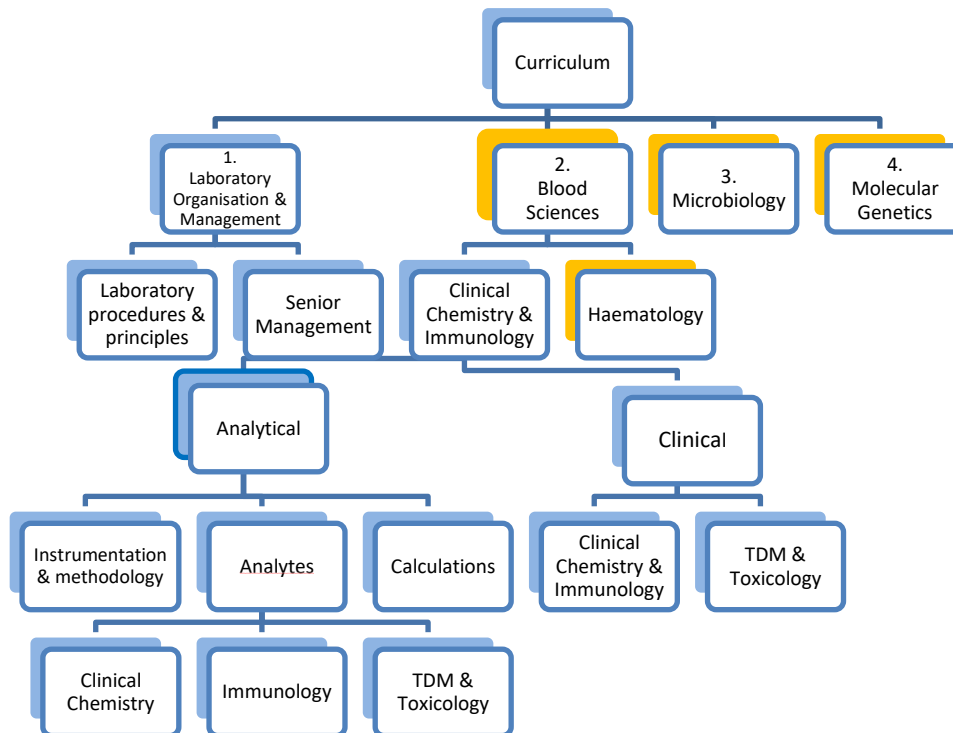 Curriculum
1.
Laboratory
Organisation &
Management
2.
Blood
Sciences
3.
Microbiology
4.
Molecular
Genetics
Laboratory
procedures &
principles
Senior
Management
Clinical
Chemistry &
Immunology
Haematology
Analytical
Clinical
Instrumentation
& methodology
Analytes
Calculations
Clinical
Chemistry &
Immunology
TDM &
Toxicology
Clinical
Chemistry
Immunology
TDM &
Toxicology